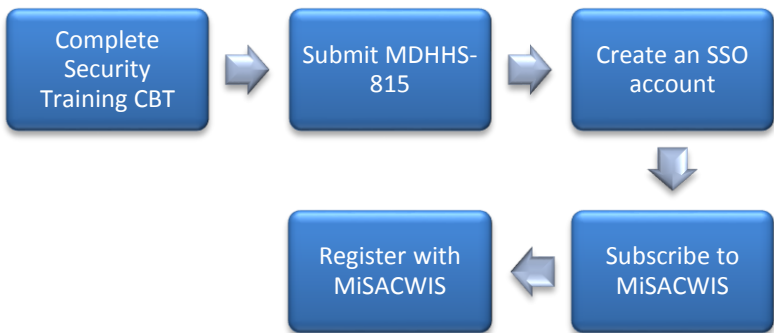 Complete
Security
Training CBT
Submit MDHHS-
815
Create an SSO
account
Subscribe to
MiSACWIS
Register with
MiSACWIS